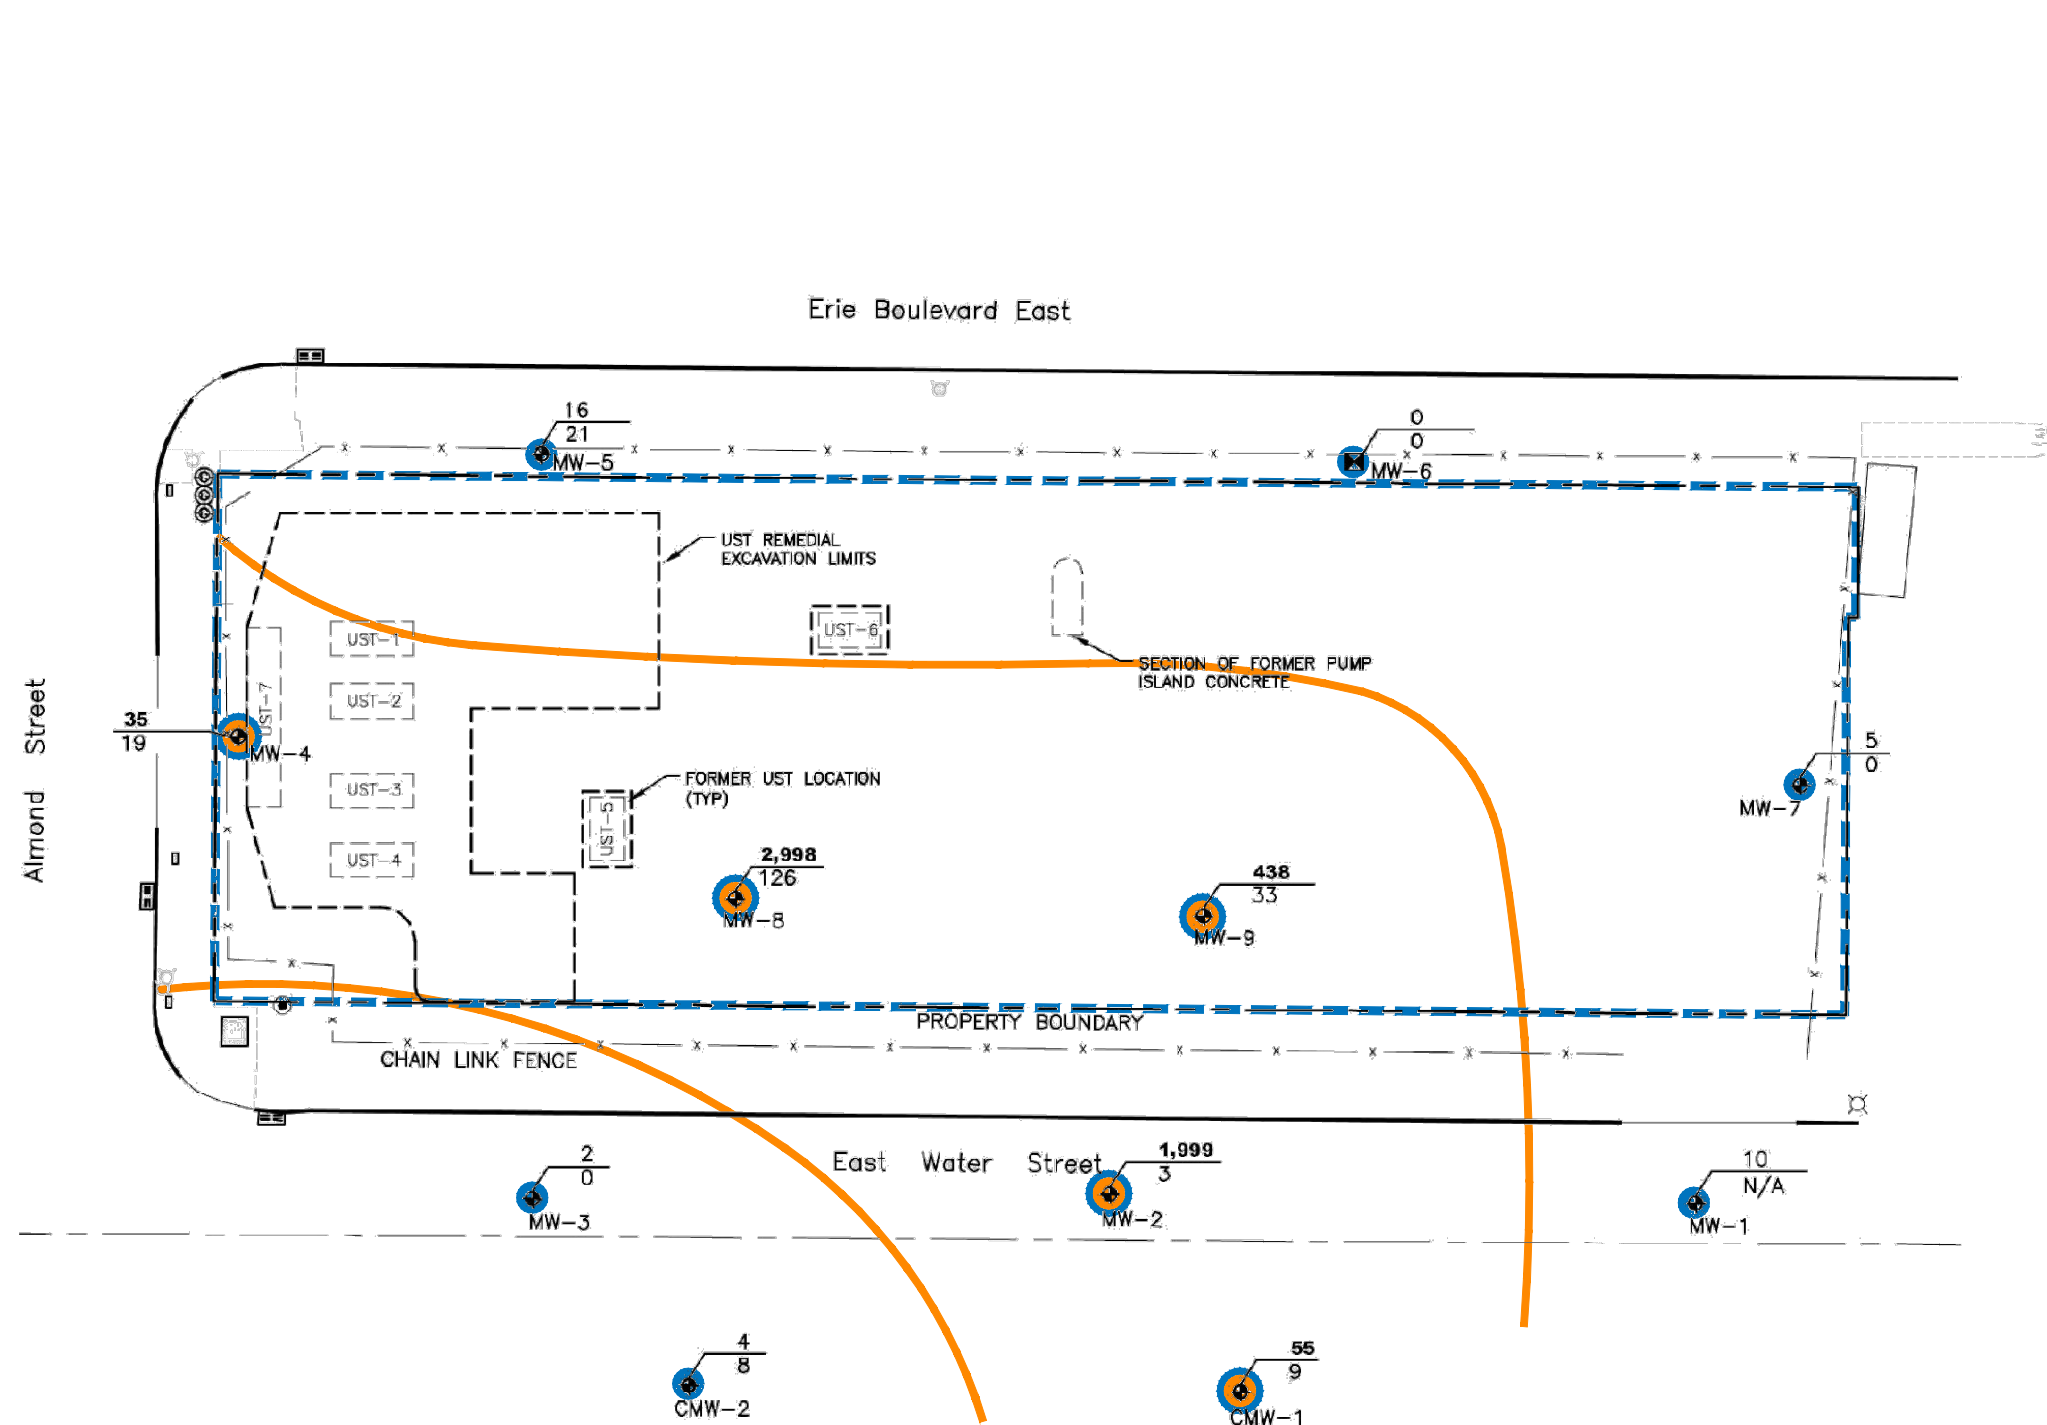 Erie Boulevard East
16
21
MW-5
0
0
MW-6
UST REMEDIAL
EXCAVATION LIMITS
UST-1
UST-6
SECTION OF FORMER PUMP
ISLAND CONCRETE
UST-2
UST-7
35
19
MW-4
Almond Street
5
0
MW-7
FORMER UST LOCATION
(TYP)
UST-3
UST-5
UST-4
2,998
126
MW-8
438
33
MW-9
PROPERTY BOUNDARY
CHAIN LINK FENCE
East Water Street
2
0
MW-3
1,999
3
MW-2
10
N/A
MW-1
4
8
CMW-2
55
9
CMW-1